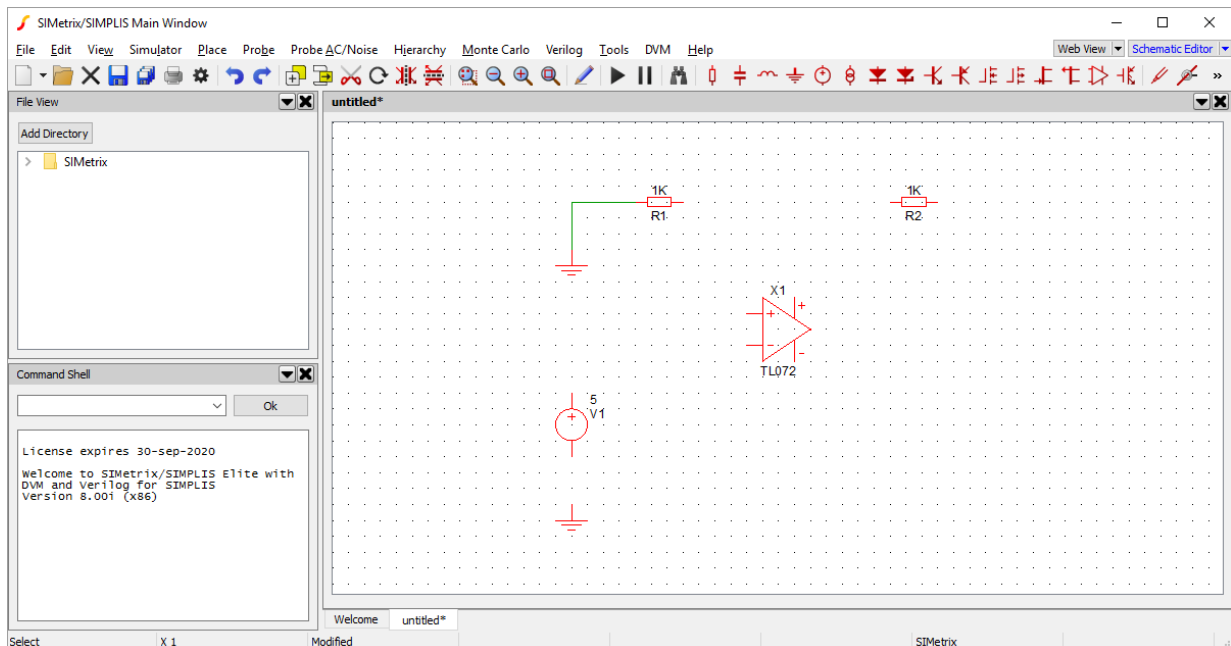 SIMetrix/SIMPLIS Main Window
File Edit View Simulator Place Probe Probe AC/Noise Hierarchy Monte Carlo Verilog Tools DVM Help Web View Schematic Editor
File View
untitled*
Add Directory
SIMetrix
1K
R1
1K
R2
X1
+
+
-
-
TL072
Command Shell
Ok
5
+
V1
License expires 30-sep-2020
Welcome to SIMetrix/SIMPLIS Elite with
DVM and Verilog for SIMPLIS
Version 8.00i (x86)
Welcome untitled*
Select X 1 Modified SIMetrix